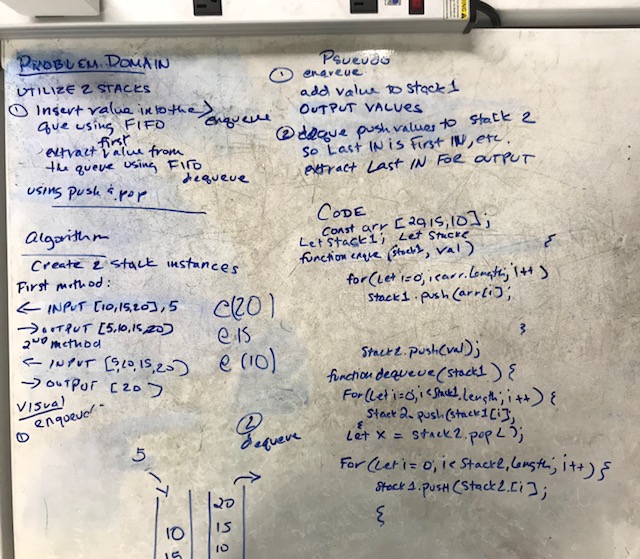 PROBLEM DOMAIN
UTILIZE 2 STACKS
① Insert value into the
que using FIFO
enqueue
first
extract value from
the queue using FIFO
dequeue
using push & pop
Algorithm
Create 2 stack instances
First method:
← INPUT [10,15,20], 5
→ OUTPUT [5,10,15,20]
2ND method
← INPUT [5,10,15,20]
→ OUTPUT [20]
e(20)
e 15
e (10)
Visual
① enqueue
5
10
15
② dequeue
20
15
10
Pseudo
① enqueue
add value to stack 1
OUTPUT VALUES
② deque push values to stack 2
so Last IN is First IN, etc.
extract Last IN FOR OUTPUT
CODE
const arr [20,15,10];
Let stack1; Let Stack2
function enque (stack1, val) {
for(Let i=0, i<arr.length; i++)
stack1.push(arr[i];
}
Stack2.push(val);
function dequeue(stack1) {
For(Let i=0, i<stack1.length; i++) {
Stack2.push(stack1[i],
}
Let x = stack2.pop();
For(Let i=0, i<Stack2,Length; i++) {
Stack1.pusH(Stack2.[i];
{